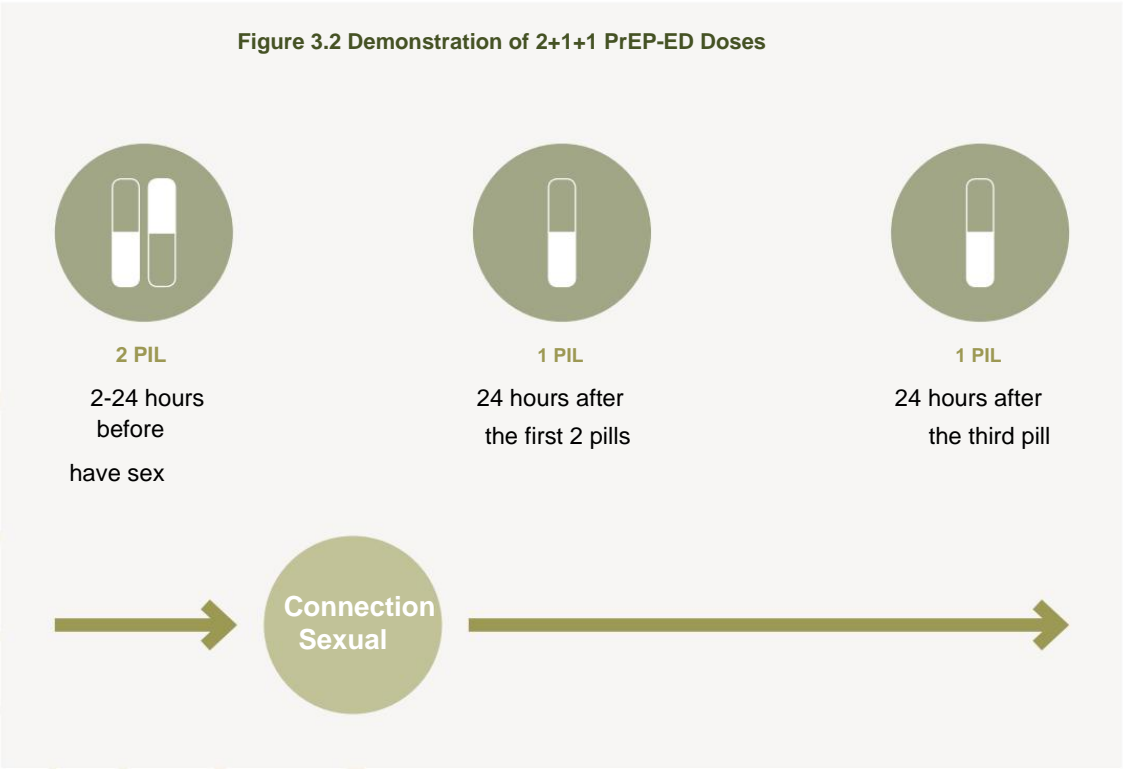 Figure 3.2 Demonstration of 2+1+1 PrEP-ED Doses
2 PIL
2-24 hours
before
have sex
1 PIL
24 hours after
the first 2 pills
1 PIL
24 hours after
the third pill
Connection
Sexual